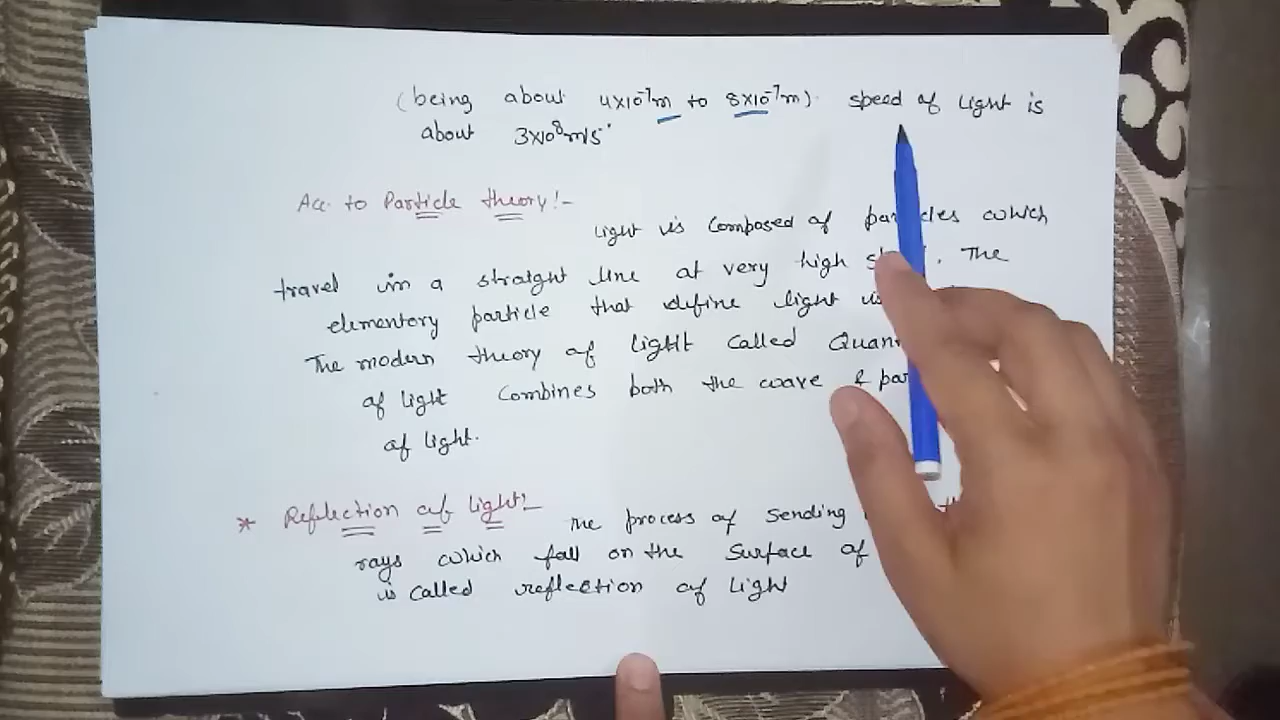 (being about 4x10⁻⁷m to 8x10⁻⁷m). speed of light is
about 3x10⁸m/s.
Acc. to Particle theory:-
Light is composed of which
travel in a straight line at very high The
elementory particle that define light
The modern theory of light called
of light combines both the wave &
of light.
* Reflection of light:-
The process of sending
rays which fall on the surface of
is called reflection of light